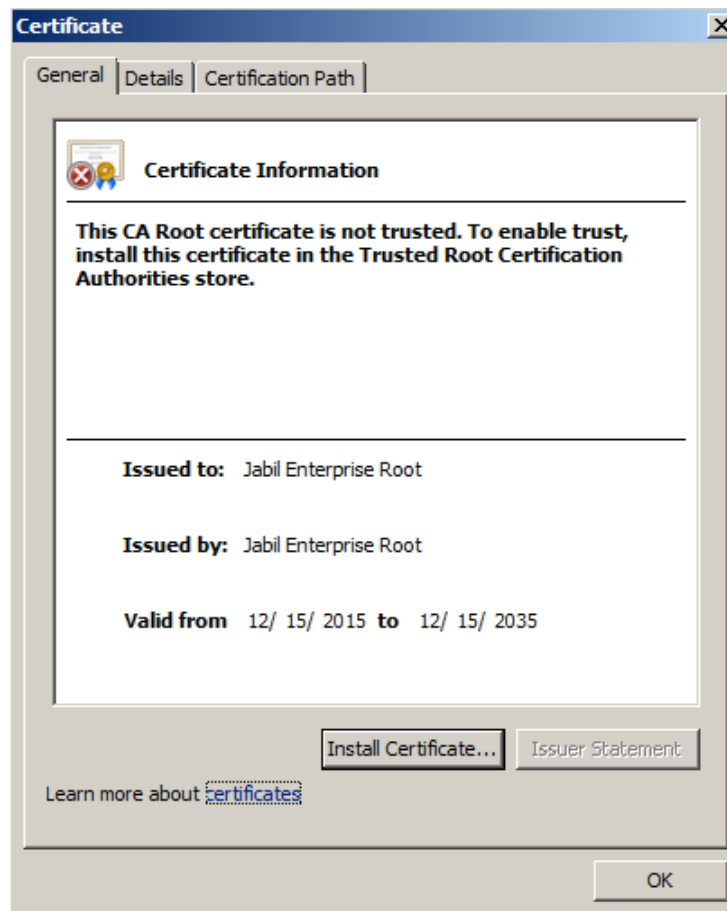 Certificate
General Details Certification Path
Certificate Information
This CA Root certificate is not trusted. To enable trust,
install this certificate in the Trusted Root Certification
Authorities store.
Issued to: Jabil Enterprise Root
Issued by: Jabil Enterprise Root
Valid from 12/ 15/ 2015 to 12/ 15/ 2035
Install Certificate... Issuer Statement
Learn more about certificates
OK